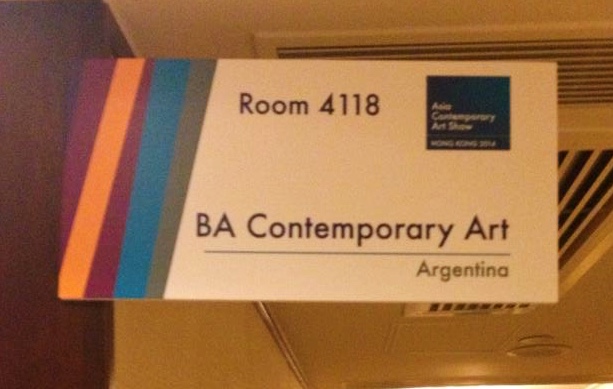 Room 4118
Asia
Contemporary
Art Show
HONG KONG 2014
BA Contemporary Art
Argentina